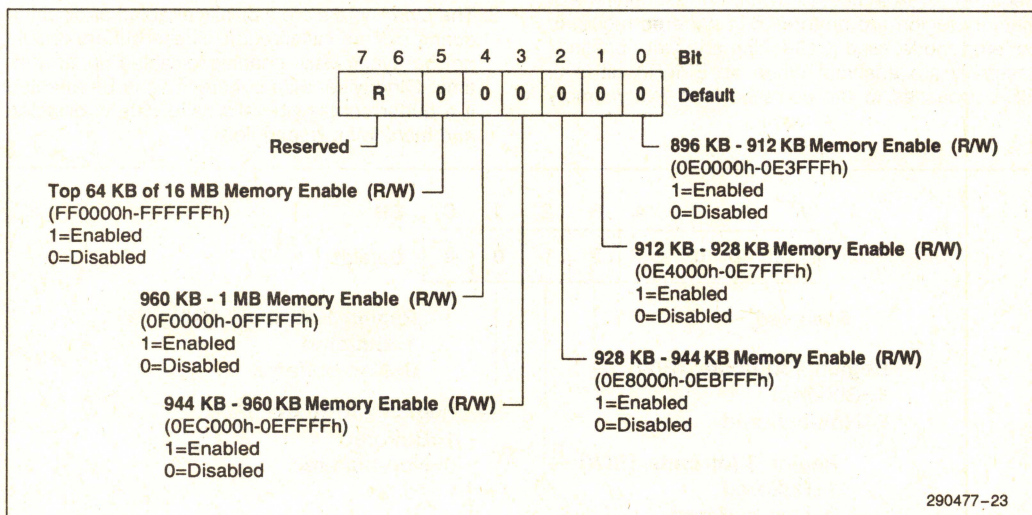 7 6 5 4 3 2 1 0 Bit
R 0 0 0 0 0 0 Default
Reserved
896 KB - 912 KB Memory Enable (R/W)
(0E0000h-0E3FFFh)
1=Enabled
0=Disabled
Top 64 KB of 16 MB Memory Enable (R/W)
(FF0000h-FFFFFFh)
1=Enabled
0=Disabled
912 KB - 928 KB Memory Enable (R/W)
(0E4000h-0E7FFFh)
1=Enabled
0=Disabled
960 KB - 1 MB Memory Enable (R/W)
(0F0000h-0FFFFFh)
1=Enabled
0=Disabled
928 KB - 944 KB Memory Enable (R/W)
(0E8000h-0EBFFFh)
1=Enabled
0=Disabled
944 KB - 960 KB Memory Enable (R/W)
(0EC000h-0EFFFFh)
1=Enabled
0=Disabled
290477-23